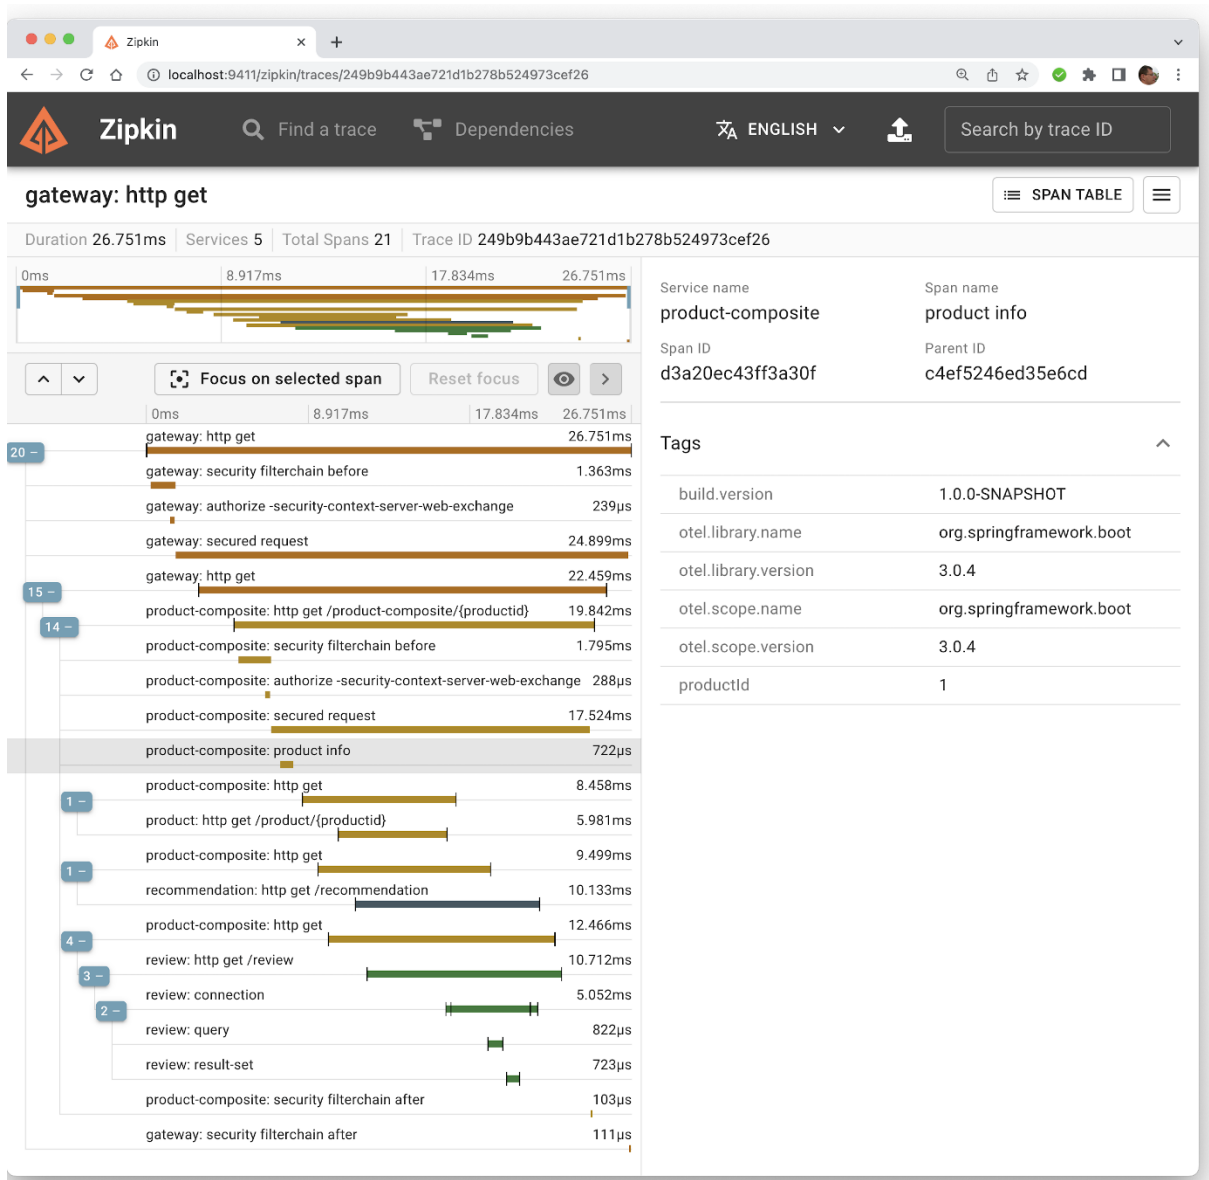 Zipkin
localhost:9411/zipkin/traces/249b9b443ae721d1b278b524973cef26
Zipkin Find a trace Dependencies ENGLISH Search by trace ID
gateway: http get SPAN TABLE
Duration 26.751ms Services 5 Total Spans 21 Trace ID 249b9b443ae721d1b278b524973cef26
0ms 8.917ms 17.834ms 26.751ms
Focus on selected span Reset focus
0ms 8.917ms 17.834ms 26.751ms
gateway: http get 26.751ms
20 −
gateway: security filterchain before 1.363ms
gateway: authorize -security-context-server-web-exchange 239μs
gateway: secured request 24.899ms
gateway: http get 22.459ms
15 −
product-composite: http get /product-composite/{productid} 19.842ms
14 −
product-composite: security filterchain before 1.795ms
product-composite: authorize -security-context-server-web-exchange 288μs
product-composite: secured request 17.524ms
product-composite: product info 722μs
product-composite: http get 8.458ms
1 −
product: http get /product/{productid} 5.981ms
product-composite: http get 9.499ms
1 −
recommendation: http get /recommendation 10.133ms
product-composite: http get 12.466ms
4 −
review: http get /review 10.712ms
3 −
review: connection 5.052ms
2 −
review: query 822μs
review: result-set 723μs
product-composite: security filterchain after 103μs
gateway: security filterchain after 111μs
Service name Span name
product-composite product info
Span ID Parent ID
d3a20ec43ff3a30f c4ef5246ed35e6cd
Tags
build.version 1.0.0-SNAPSHOT
otel.library.name org.springframework.boot
otel.library.version 3.0.4
otel.scope.name org.springframework.boot
otel.scope.version 3.0.4
productId 1